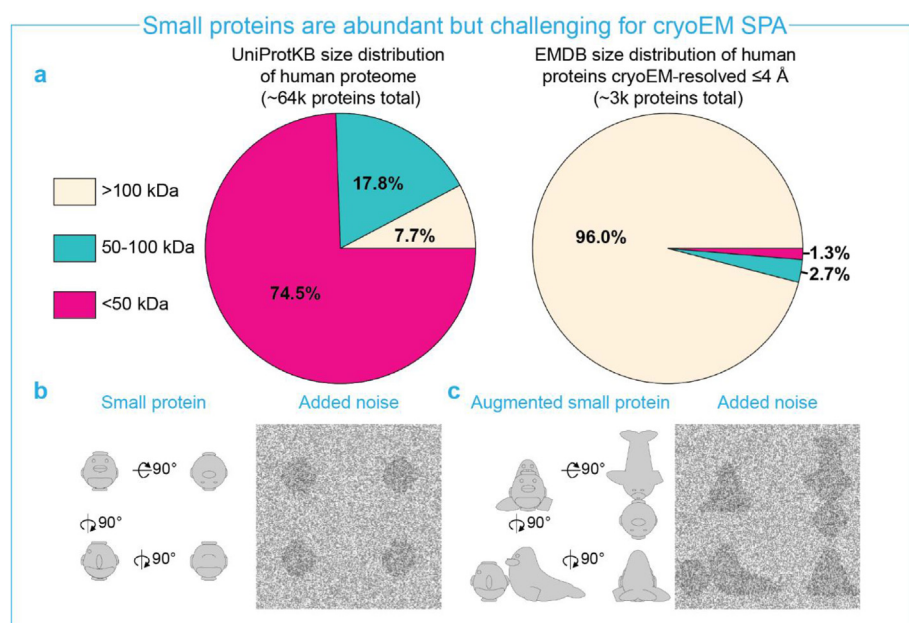 Small proteins are abundant but challenging for cryoEM SPA
a
UniProtKB size distribution
of human proteome
(~64k proteins total)
EMDB size distribution of human
proteins cryoEM-resolved ≤4 Å
(~3k proteins total)
>100 kDa
50-100 kDa
<50 kDa
17.8%
7.7%
74.5%
96.0%
1.3%
2.7%
b
Small protein
Added noise
90°
90°
90°
c
Augmented small protein
Added noise
90°
90°
90°